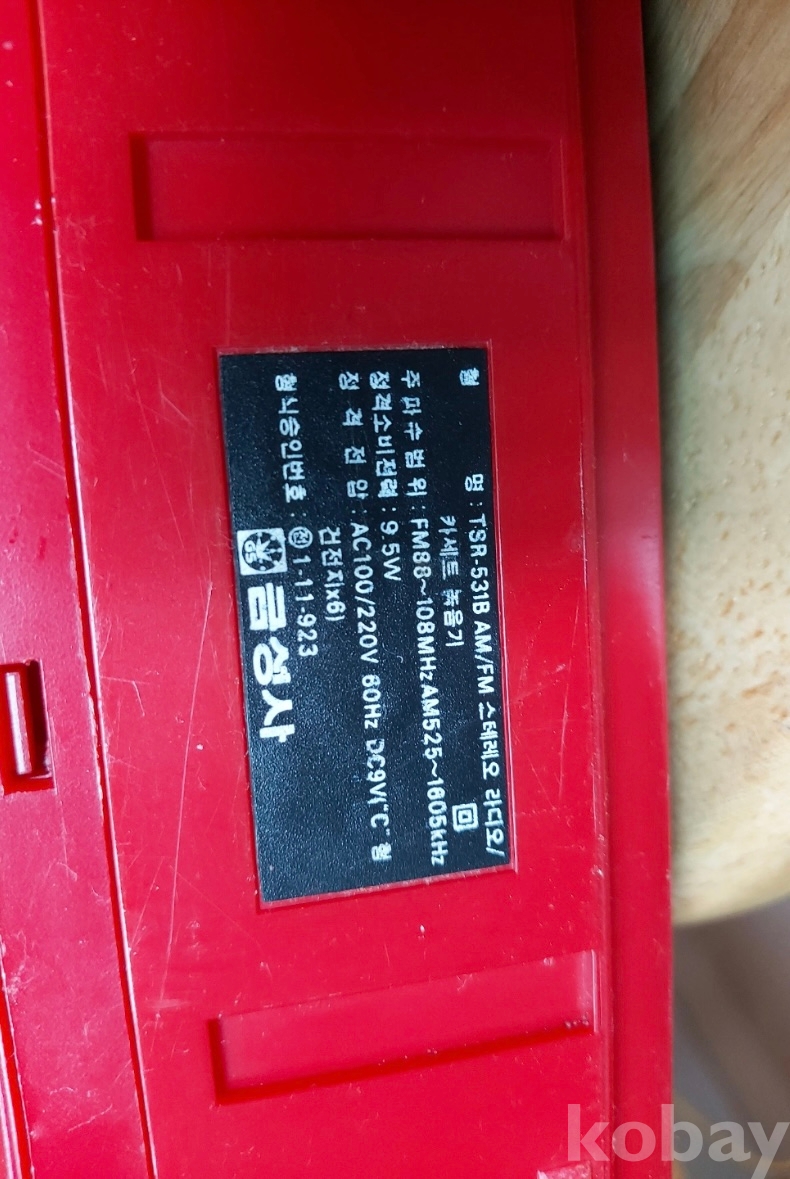 형 명 : TSR-531B AM/FM 스테레오 라디오/
카세트 녹음기
주 파 수 범 위 : FM88~108MHz AM525~1605kHz
정격소비전력 : 9.5W
정 격 전 압 : AC100/220V 60Hz DC9V("C"형
건전지x6)
형식승인번호 : 전 1-11-923
GS 금성사
kobay